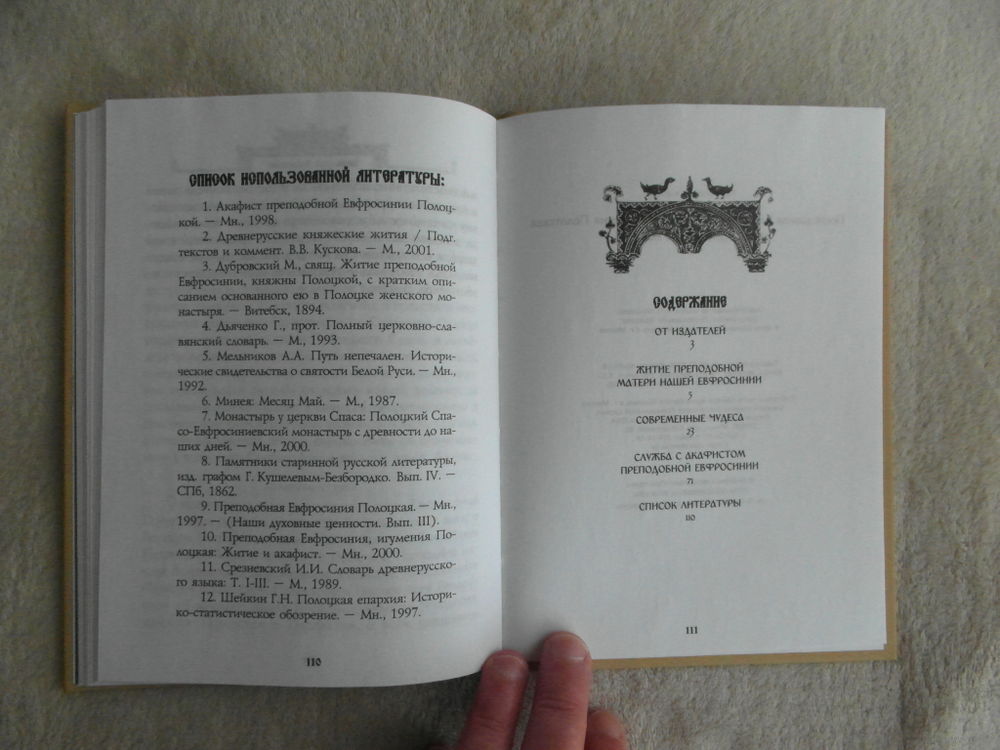 СПИСОК ИСПОЛЬЗОВАННОЙ ЛИТЕРАТУРЫ:
1. Акафист преподобной Евфросинии Полоц-
кой. — Мн., 1998.
2. Древнерусские княжеские жития / Подг.
текстов и коммент. В.В. Кускова. — М., 2001.
3. Дубровский М., свящ. Житие преподобной
Евфросинии, княжны Полоцкой, с кратким опи-
санием основанного ею в Полоцке женского мо-
настыря. — Витебск, 1894.
4. Дьяченко Г., прот. Полный церковно-сла-
вянский словарь. — М., 1993.
5. Мельников А.А. Путь непечален. Истори-
ческие свидетельства о святости Белой Руси. — Мн.,
1992.
6. Минея: Месяц Май. — М., 1987.
7. Монастырь у церкви Спаса: Полоцкий Спа-
со-Евфросиниевский монастырь с древности до на-
ших дней. — Мн., 2000.
8. Памятники старинной русской литературы,
изд. графом Г. Кушелевым-Безбородко. Вып. IV. —
СПб, 1862.
9. Преподобная Евфросиния Полоцкая. — Мн.,
1997. — (Наши духовные ценности. Вып. III).
10. Преподобная Евфросиния, игумения По-
лоцкая: Житие и акафист. — Мн., 2000.
11. Срезневский И.И. Словарь древнерусско-
го языка: Т. I-III. — М., 1989.
12. Шейкин Г.Н. Полоцкая епархия: Истори-
ко-статистическое обозрение. — Мн., 1997.
110
СОДЕРЖАНИЕ
ОТ ИЗДАТЕЛЕЙ
3
ЖИТИЕ ПРЕПОДОБНОЙ
МАТЕРИ НАШЕЙ ЕВФРОСИНИИ
5
СОВРЕМЕННЫЕ ЧУДЕСА
23
СЛУЖБА С АКАФИСТОМ
ПРЕПОДОБНОЙ ЕВФРОСИНИИ
71
СПИСОК ЛИТЕРАТУРЫ
110
111